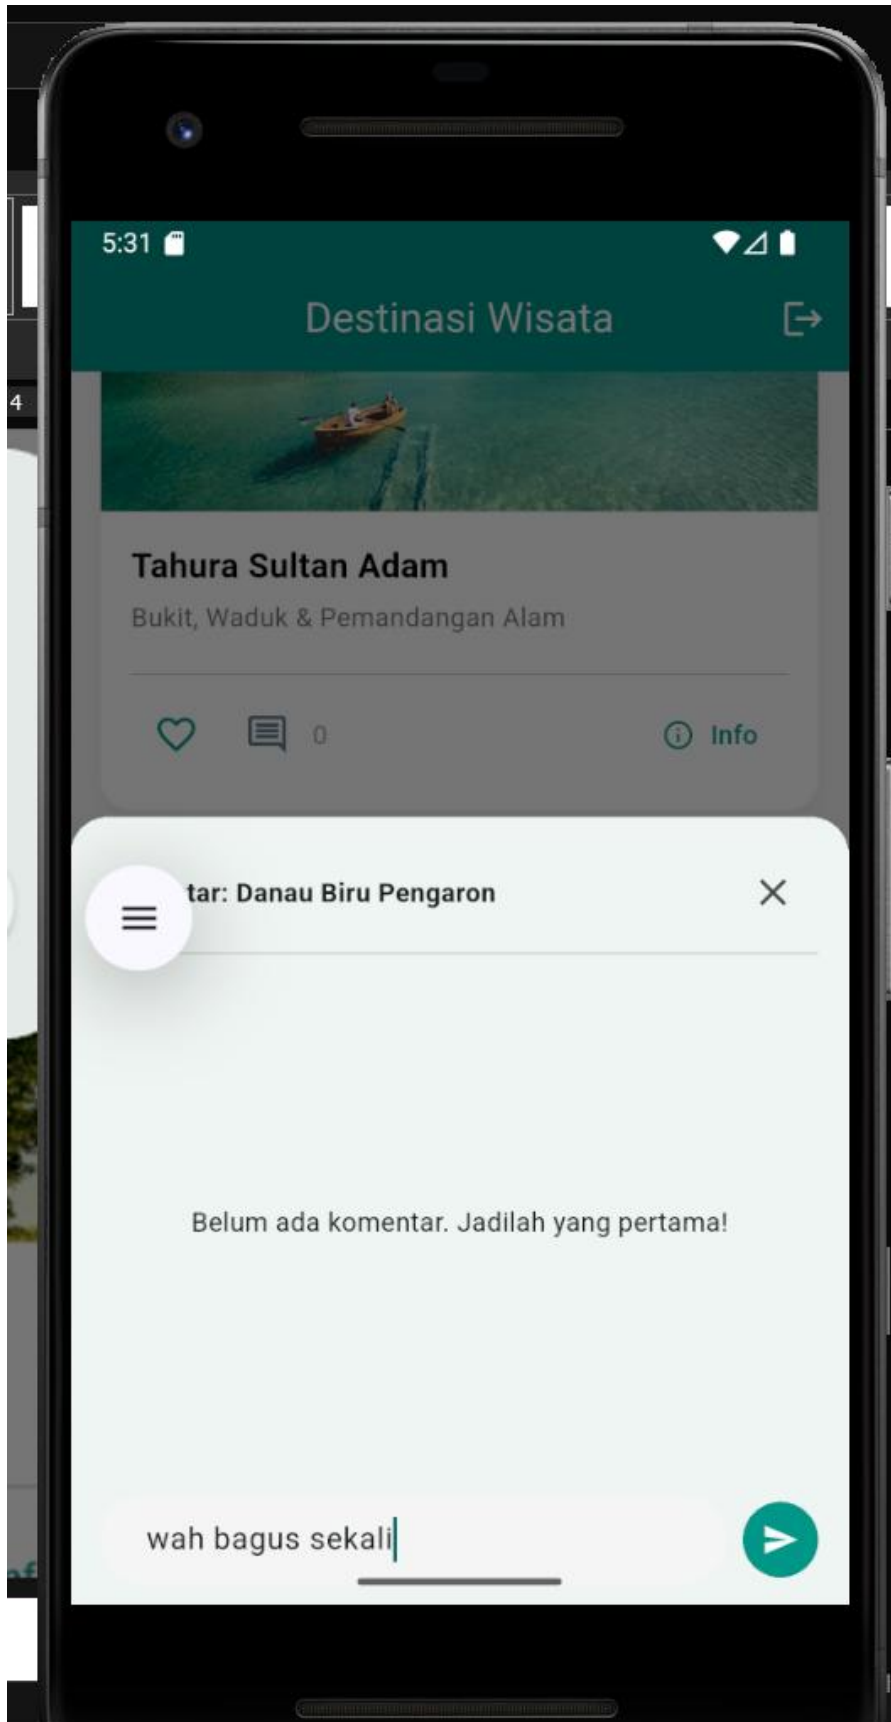 4
5:31
Destinasi Wisata
Tahura Sultan Adam
Bukit, Waduk & Pemandangan Alam
0
Info
tar: Danau Biru Pengaron
Belum ada komentar. Jadilah yang pertama!
wah bagus sekali